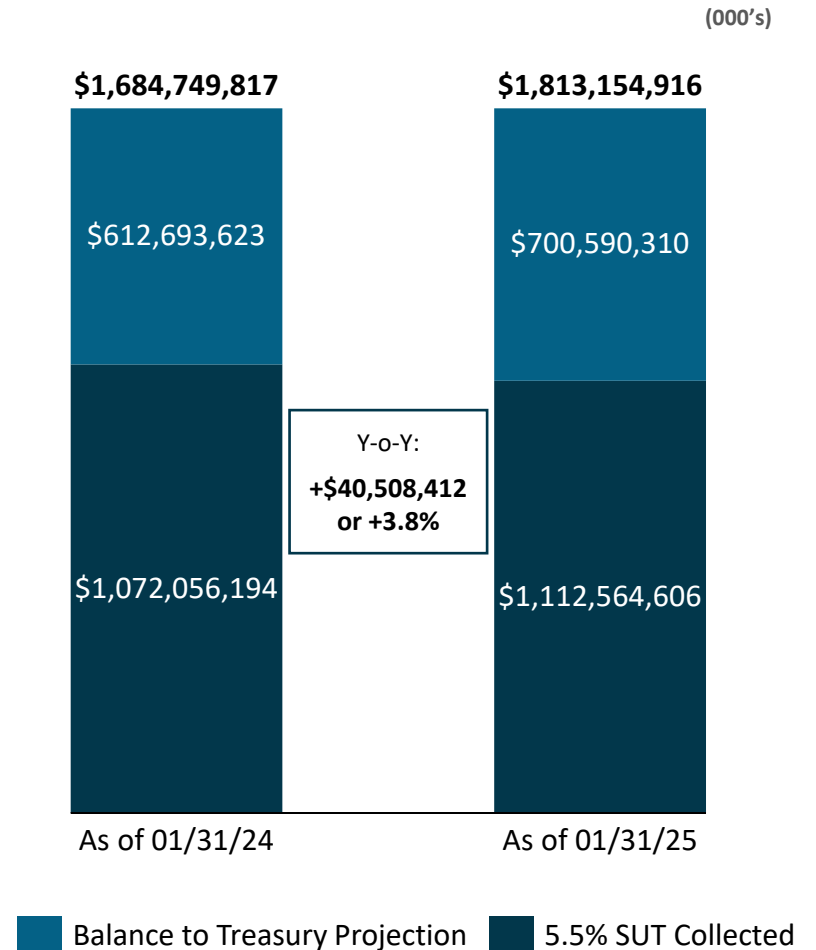 (000's)
$1,684,749,817
$1,813,154,916
$612,693,623
$700,590,310
Y-o-Y:
+$40,508,412
or +3.8%
$1,072,056,194
$1,112,564,606
As of 01/31/24
As of 01/31/25
Balance to Treasury Projection
5.5% SUT Collected